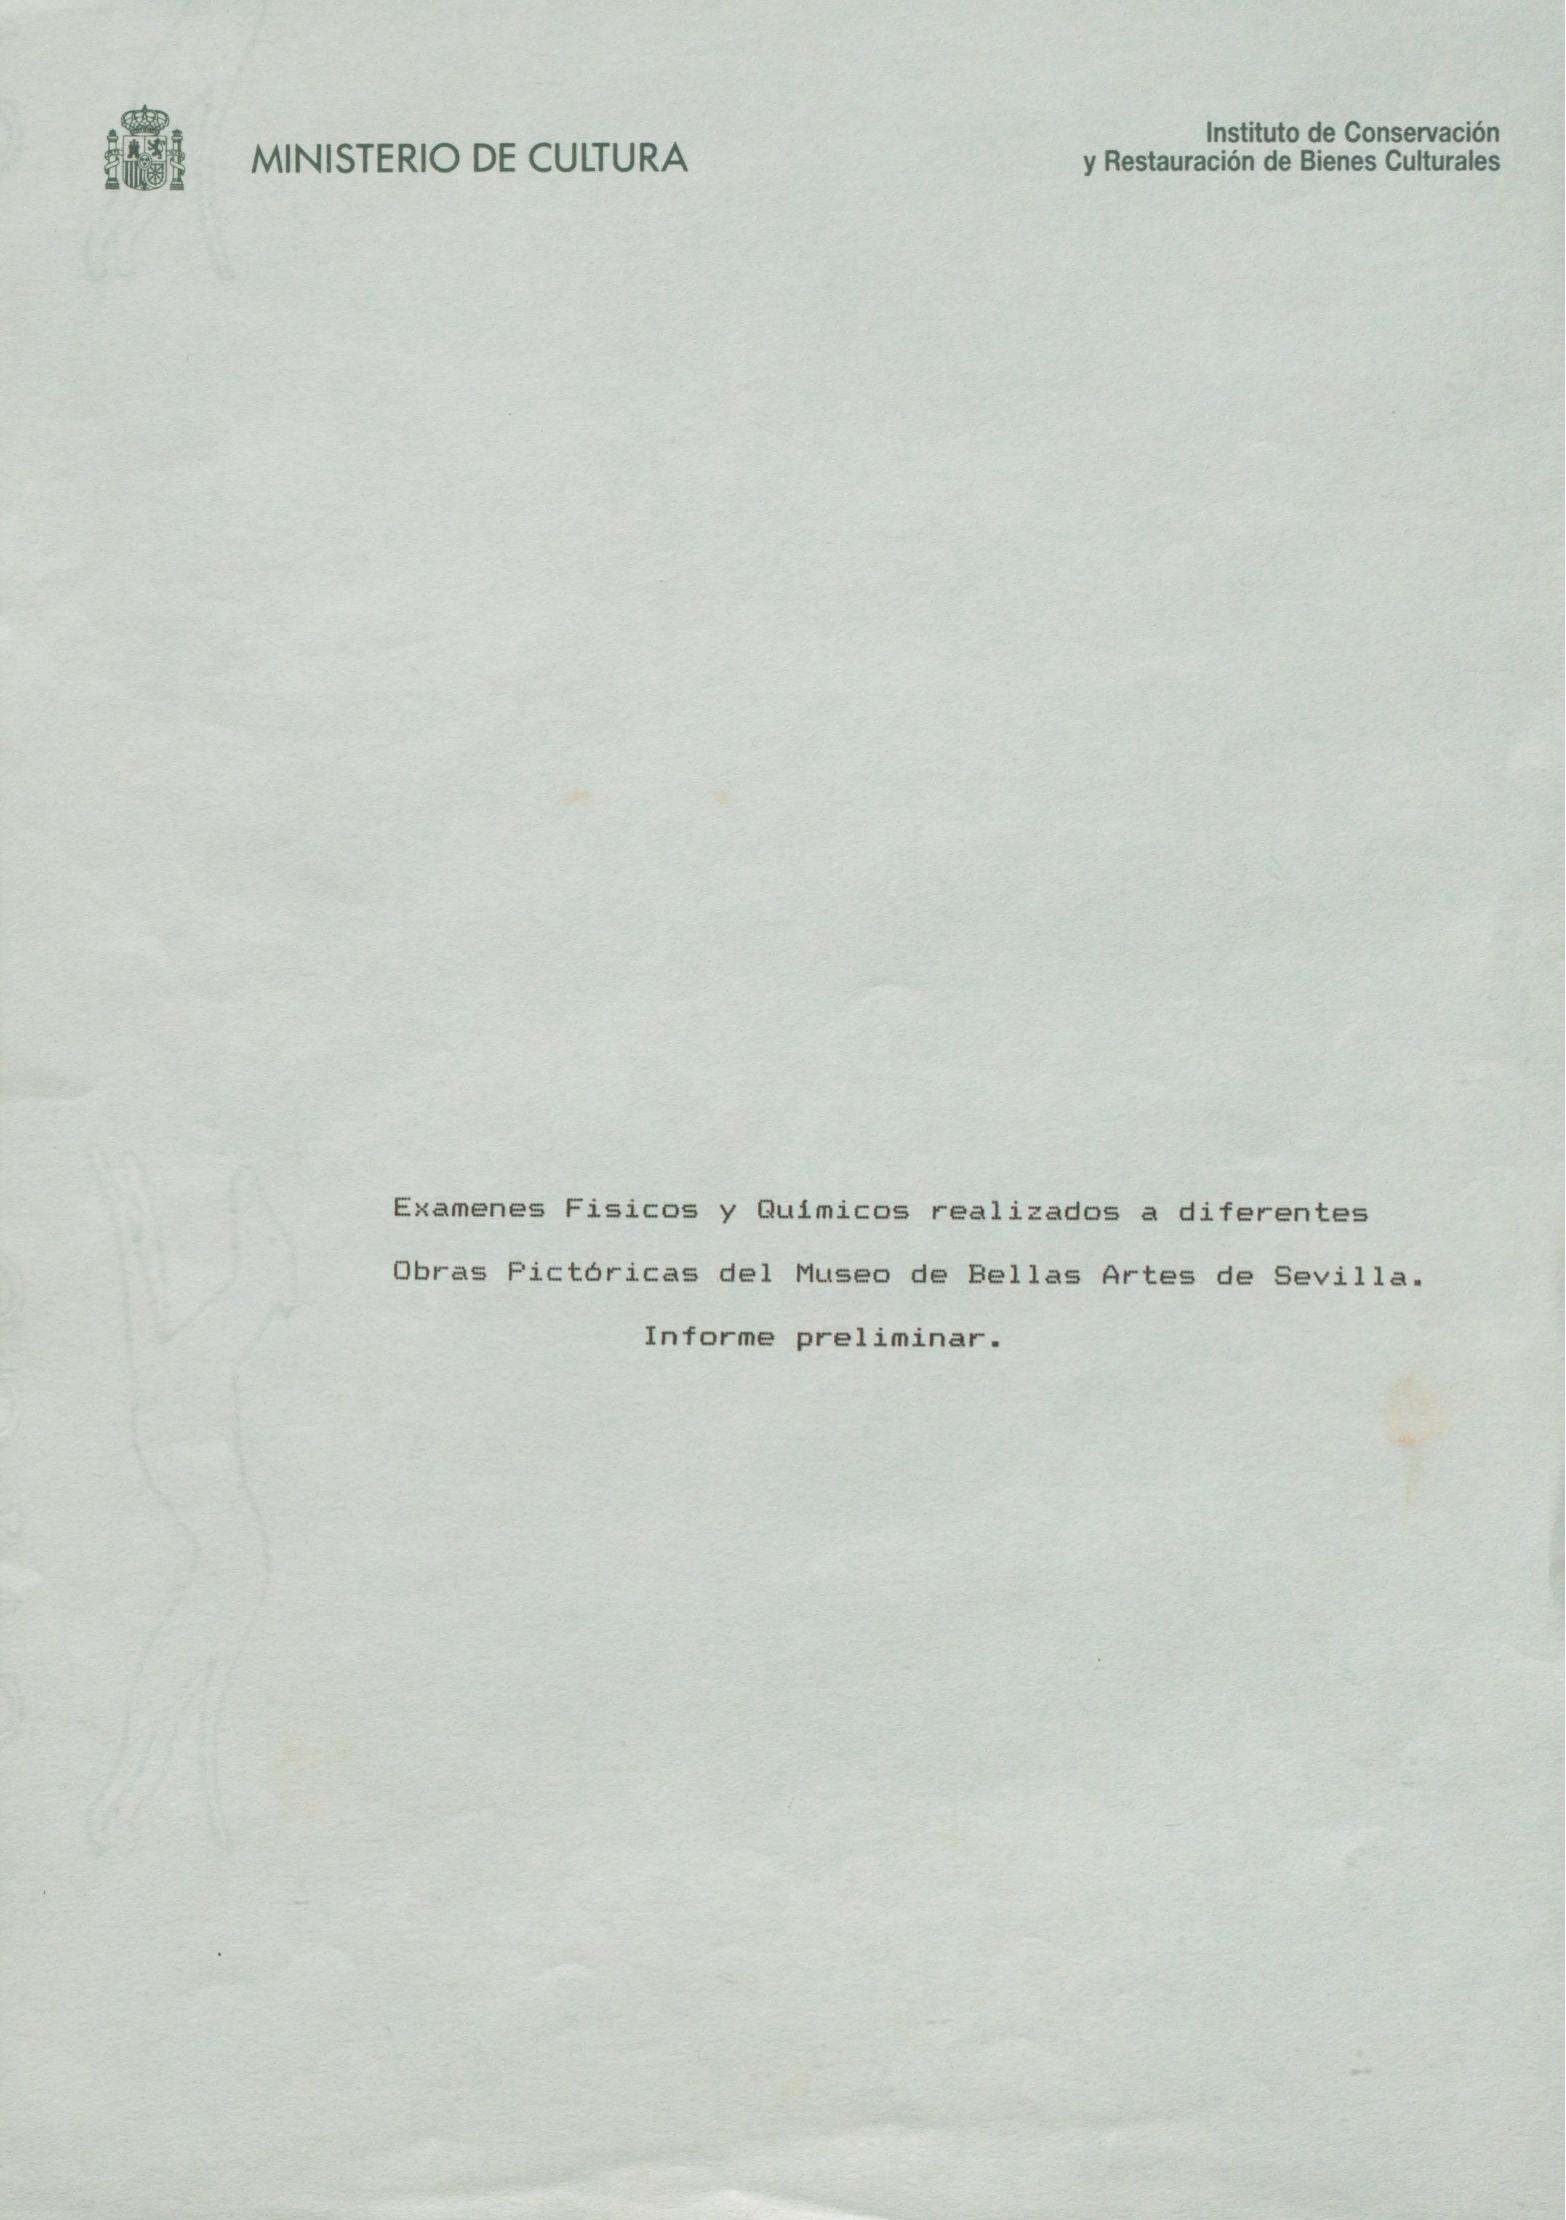 MINISTERIO DE CULTURA
Instituto de Conservación
y Restauración de Bienes Culturales
Examenes Fisicos y Químicos realizados a diferentes
Obras Pictóricas del Museo de Bellas Artes de Sevilla.
Informe preliminar.